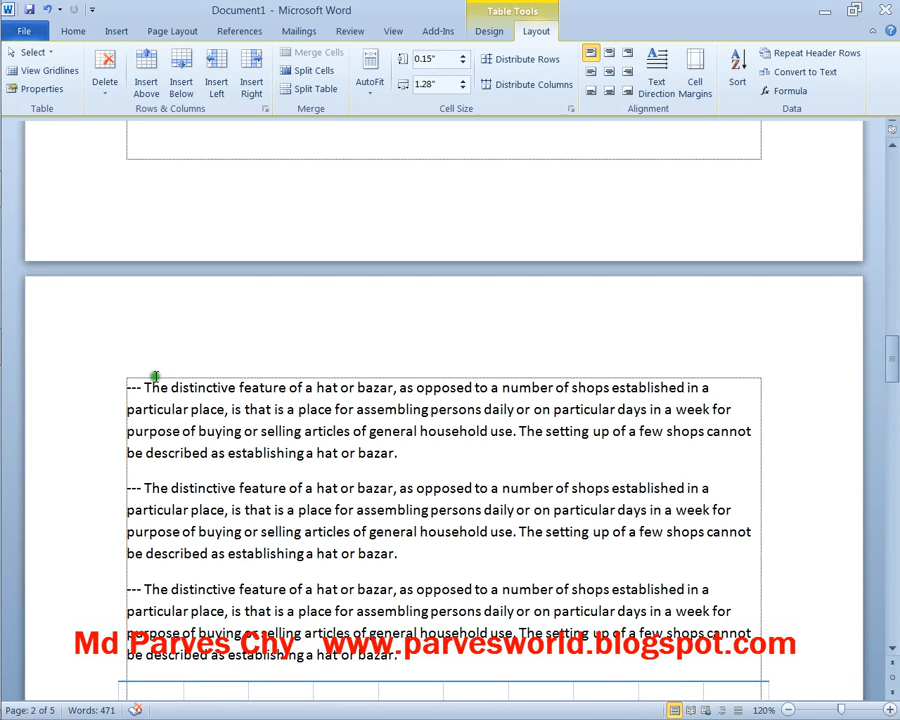 Document1 - Microsoft Word
Table Tools
File Home Insert Page Layout References Mailings Review View Add-Ins Design Layout
Select
View Gridlines
Properties
Table
Delete
Insert Above
Insert Below
Insert Left
Insert Right
Rows & Columns
Merge Cells
Split Cells
Split Table
Merge
AutoFit
0.15"
1.28"
Distribute Rows
Distribute Columns
Cell Size
Text Direction
Cell Margins
Alignment
Sort
Repeat Header Rows
Convert to Text
Formula
Data
--- The distinctive feature of a hat or bazar, as opposed to a number of shops established in a
particular place, is that is a place for assembling persons daily or on particular days in a week for
purpose of buying or selling articles of general household use. The setting up of a few shops cannot
be described as establishing a hat or bazar.
--- The distinctive feature of a hat or bazar, as opposed to a number of shops established in a
particular place, is that is a place for assembling persons daily or on particular days in a week for
purpose of buying or selling articles of general household use. The setting up of a few shops cannot
be described as establishing a hat or bazar.
--- The distinctive feature of a hat or bazar, as opposed to a number of shops established in a
particular place, is that is a place for assembling persons daily or on particular days in a week for
purpose of buying or selling articles of general household use. The setting up of a few shops cannot
Md Parves Chy www.parvesworld.blogspot.com
be described as establishing a hat or bazar.
Page: 2 of 5 Words: 471 120%